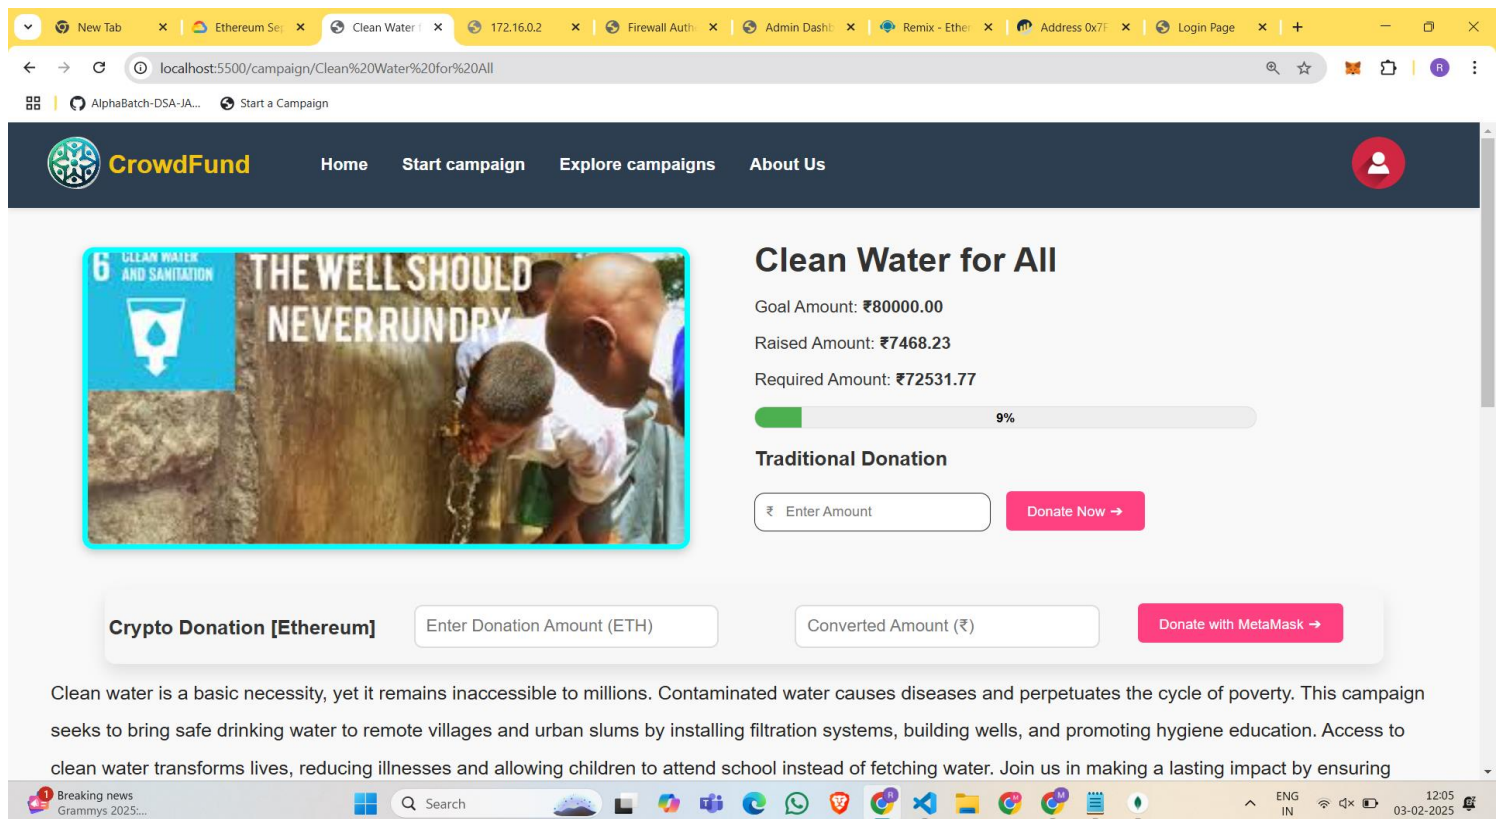 New Tab
Ethereum Sep
Clean Water f
172.16.0.2
Firewall Auth
Admin Dashb
Remix - Ether
Address 0x7F
Login Page
localhost:5500/campaign/Clean%20Water%20for%20All
R
AlphaBatch-DSA-JA...
Start a Campaign
CrowdFund
Home
Start campaign
Explore campaigns
About Us
6 CLEAN WATER
AND SANITATION
THE WELL SHOULD
NEVER RUN DRY
Clean Water for All
Goal Amount: ₹80000.00
Raised Amount: ₹7468.23
Required Amount: ₹72531.77
9%
Traditional Donation
₹ Enter Amount
Donate Now ➔
Crypto Donation [Ethereum]
Enter Donation Amount (ETH)
Converted Amount (₹)
Donate with MetaMask ➔
Clean water is a basic necessity, yet it remains inaccessible to millions. Contaminated water causes diseases and perpetuates the cycle of poverty. This campaign
seeks to bring safe drinking water to remote villages and urban slums by installing filtration systems, building wells, and promoting hygiene education. Access to
clean water transforms lives, reducing illnesses and allowing children to attend school instead of fetching water. Join us in making a lasting impact by ensuring
1
Breaking news
Grammys 2025:...
Search
ENG
IN
12:05
03-02-2025